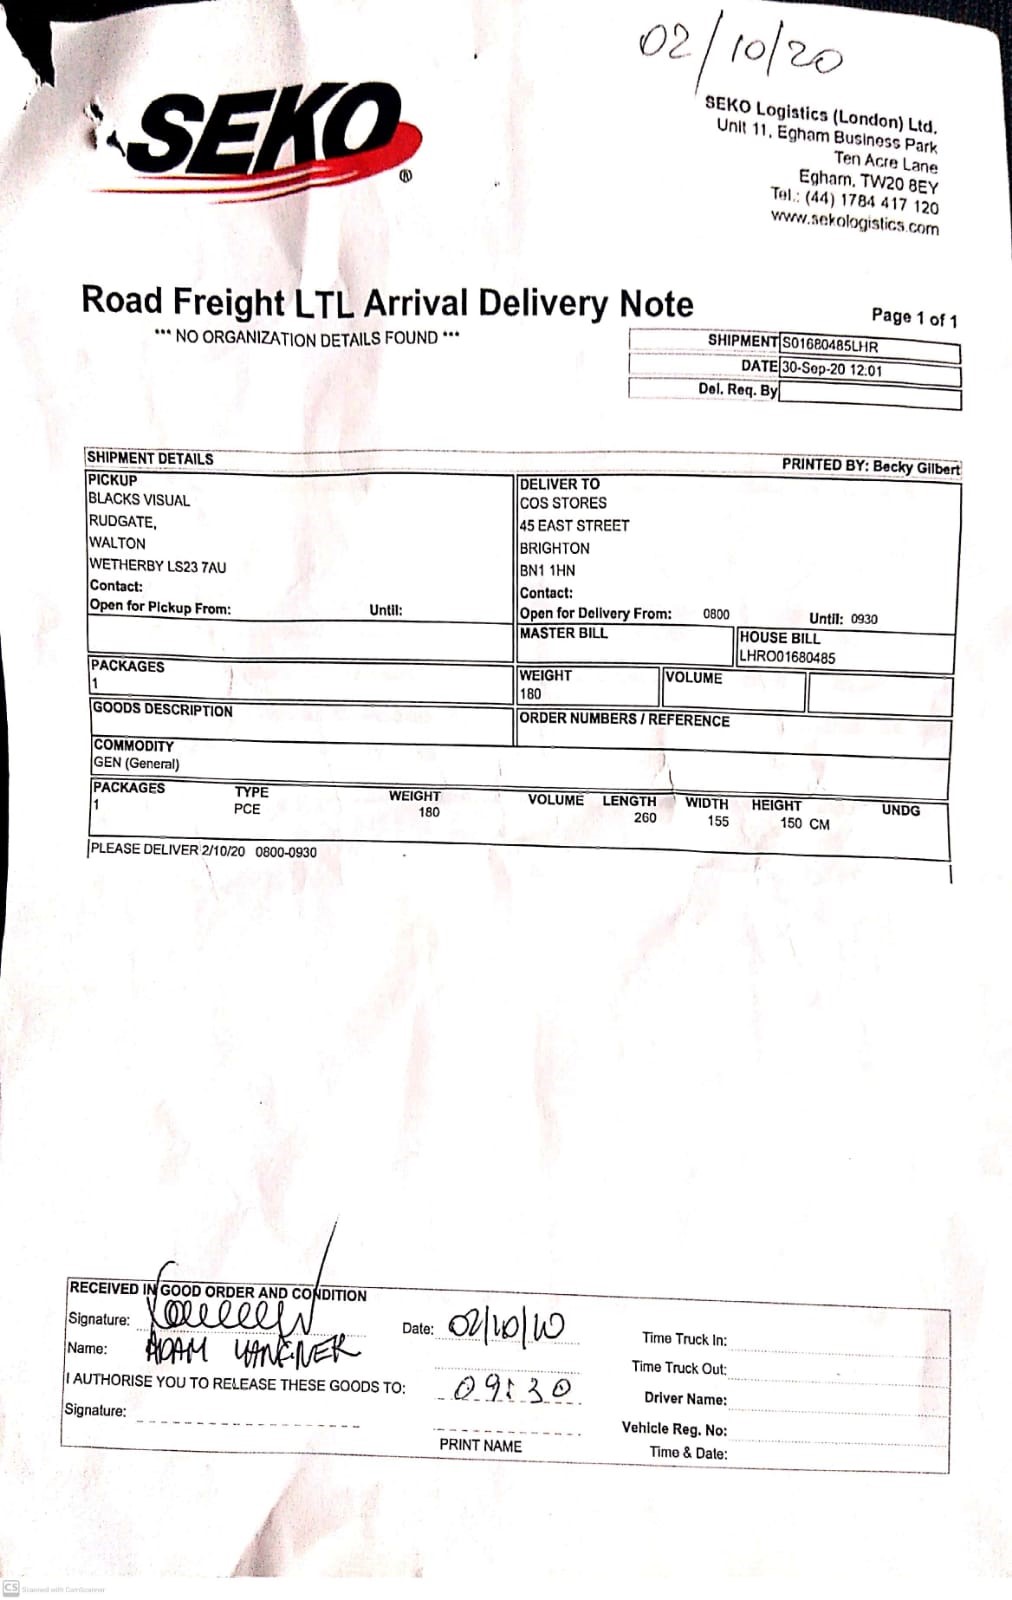 02/10/20
SEKO
®
SEKO Logistics (London) Ltd.
Unit 11, Egham Business Park
Ten Acre Lane
Egham, TW20 8EY
Tel.: (44) 1784 417 120
www.sekologistics.com
Road Freight LTL Arrival Delivery Note
Page 1 of 1
*** NO ORGANIZATION DETAILS FOUND ***
SHIPMENT S01680485LHR
DATE 30-Sep-20 12:01
Del. Req. By
SHIPMENT DETAILS PRINTED BY: Becky Gilbert
PICKUP
BLACKS VISUAL
RUDGATE,
WALTON
WETHERBY LS23 7AU
Contact:
Open for Pickup From: Until:
DELIVER TO
COS STORES
45 EAST STREET
BRIGHTON
BN1 1HN
Contact:
Open for Delivery From: 0800 Until: 0930
MASTER BILL
HOUSE BILL
LHRO01680485
PACKAGES
1
WEIGHT
180
VOLUME
GOODS DESCRIPTION
ORDER NUMBERS / REFERENCE
COMMODITY
GEN (General)
PACKAGES TYPE WEIGHT VOLUME LENGTH WIDTH HEIGHT UNDG
1 PCE 180 260 155 150 CM
PLEASE DELIVER 2/10/20 0800-0930
RECEIVED IN GOOD ORDER AND CONDITION
Signature:
Date: 02/10/20
Name: ADAM
I AUTHORISE YOU TO RELEASE THESE GOODS TO:
09:30
Signature:
PRINT NAME
Time Truck In:
Time Truck Out:
Driver Name:
Vehicle Reg. No:
Time & Date:
CS Scanned with CamScanner